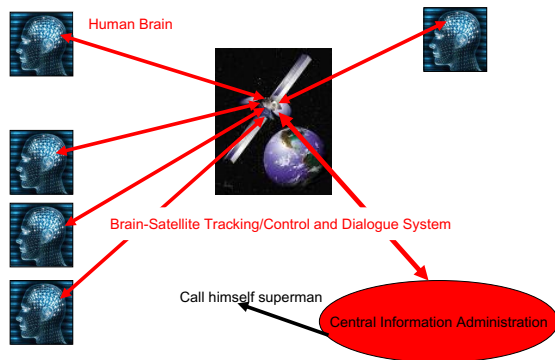 Human Brain
Brain-Satellite Tracking/Control and Dialogue System
Call himself superman
Central Information Administration